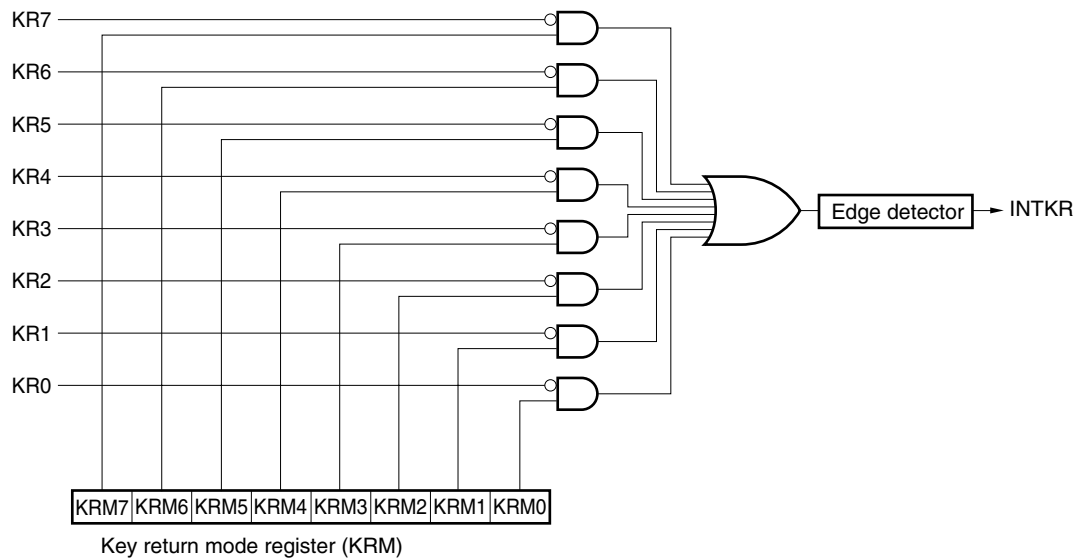 KR7
KR6
KR5
KR4
KR3
KR2
KR1
KR0
Edge detector
INTKR
KRM7 KRM6 KRM5 KRM4 KRM3 KRM2 KRM1 KRM0
Key return mode register (KRM)